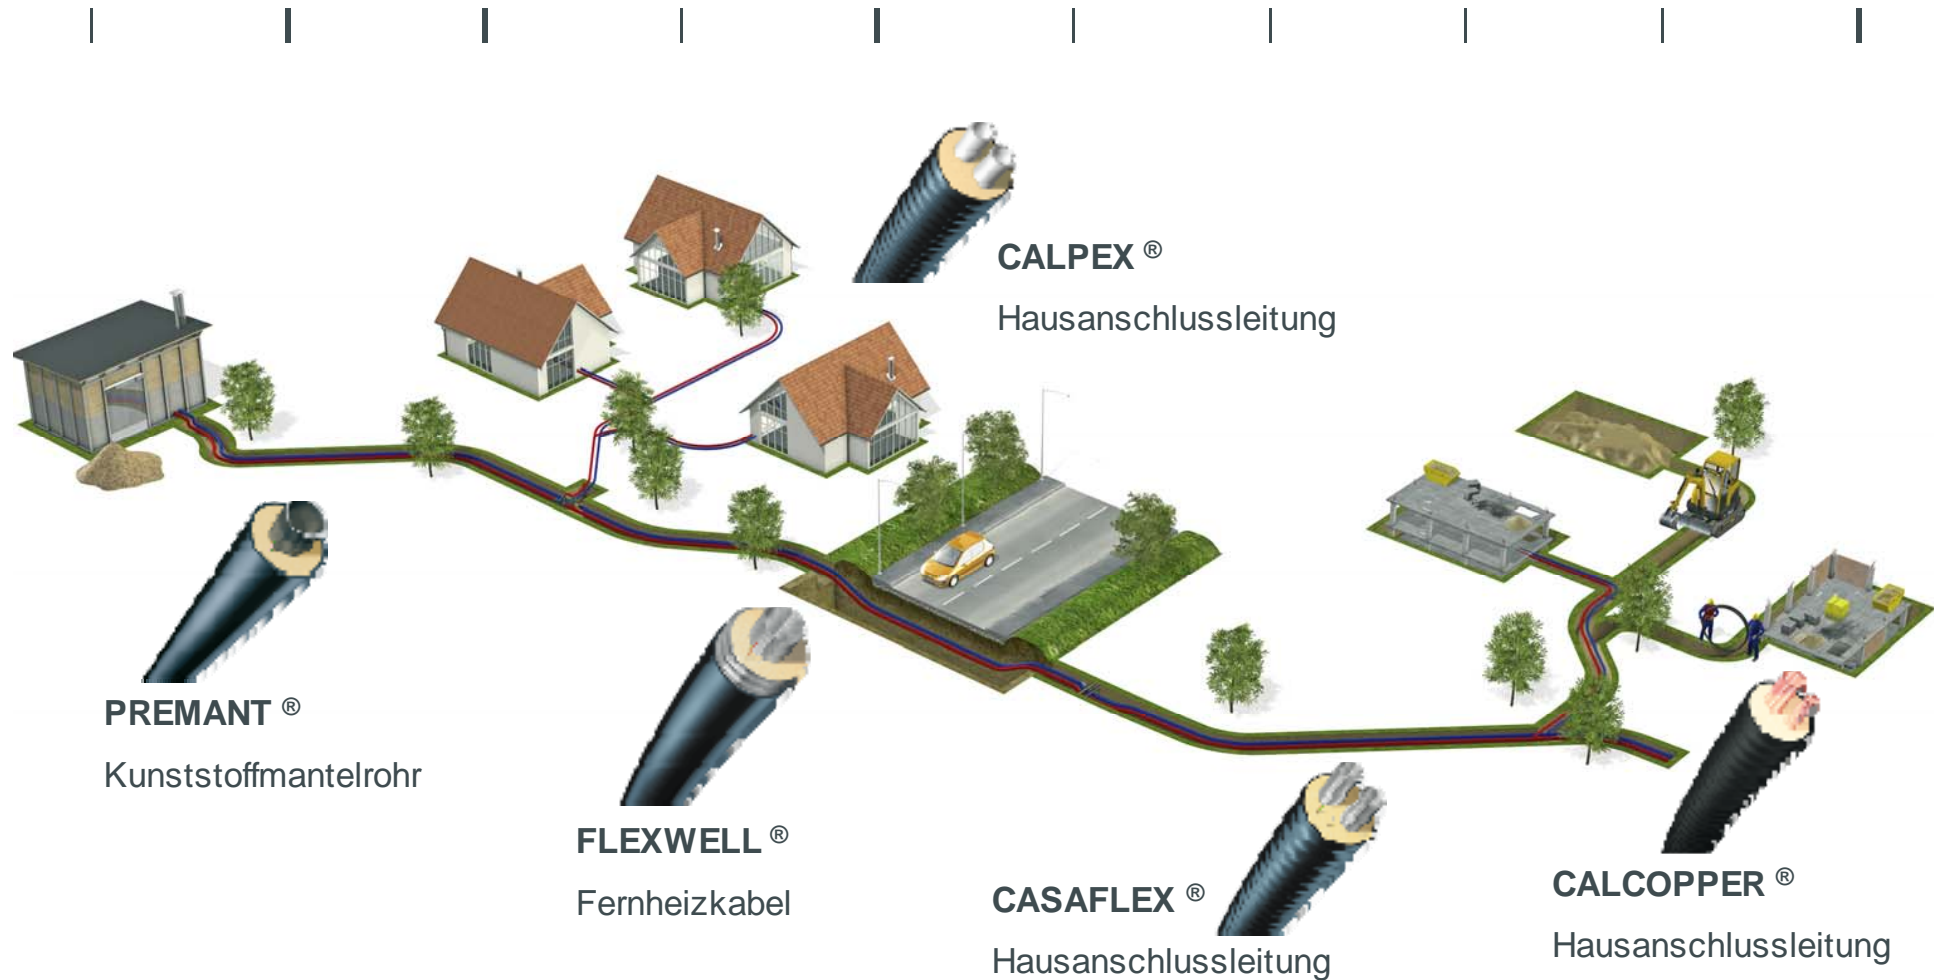 CALPEX ®
Hausanschlussleitung
PREMANT ®
Kunststoffmantelrohr
FLEXWELL ®
Fernheizkabel
CASAFLEX ®
Hausanschlussleitung
CALCOPPER ®
Hausanschlussleitung